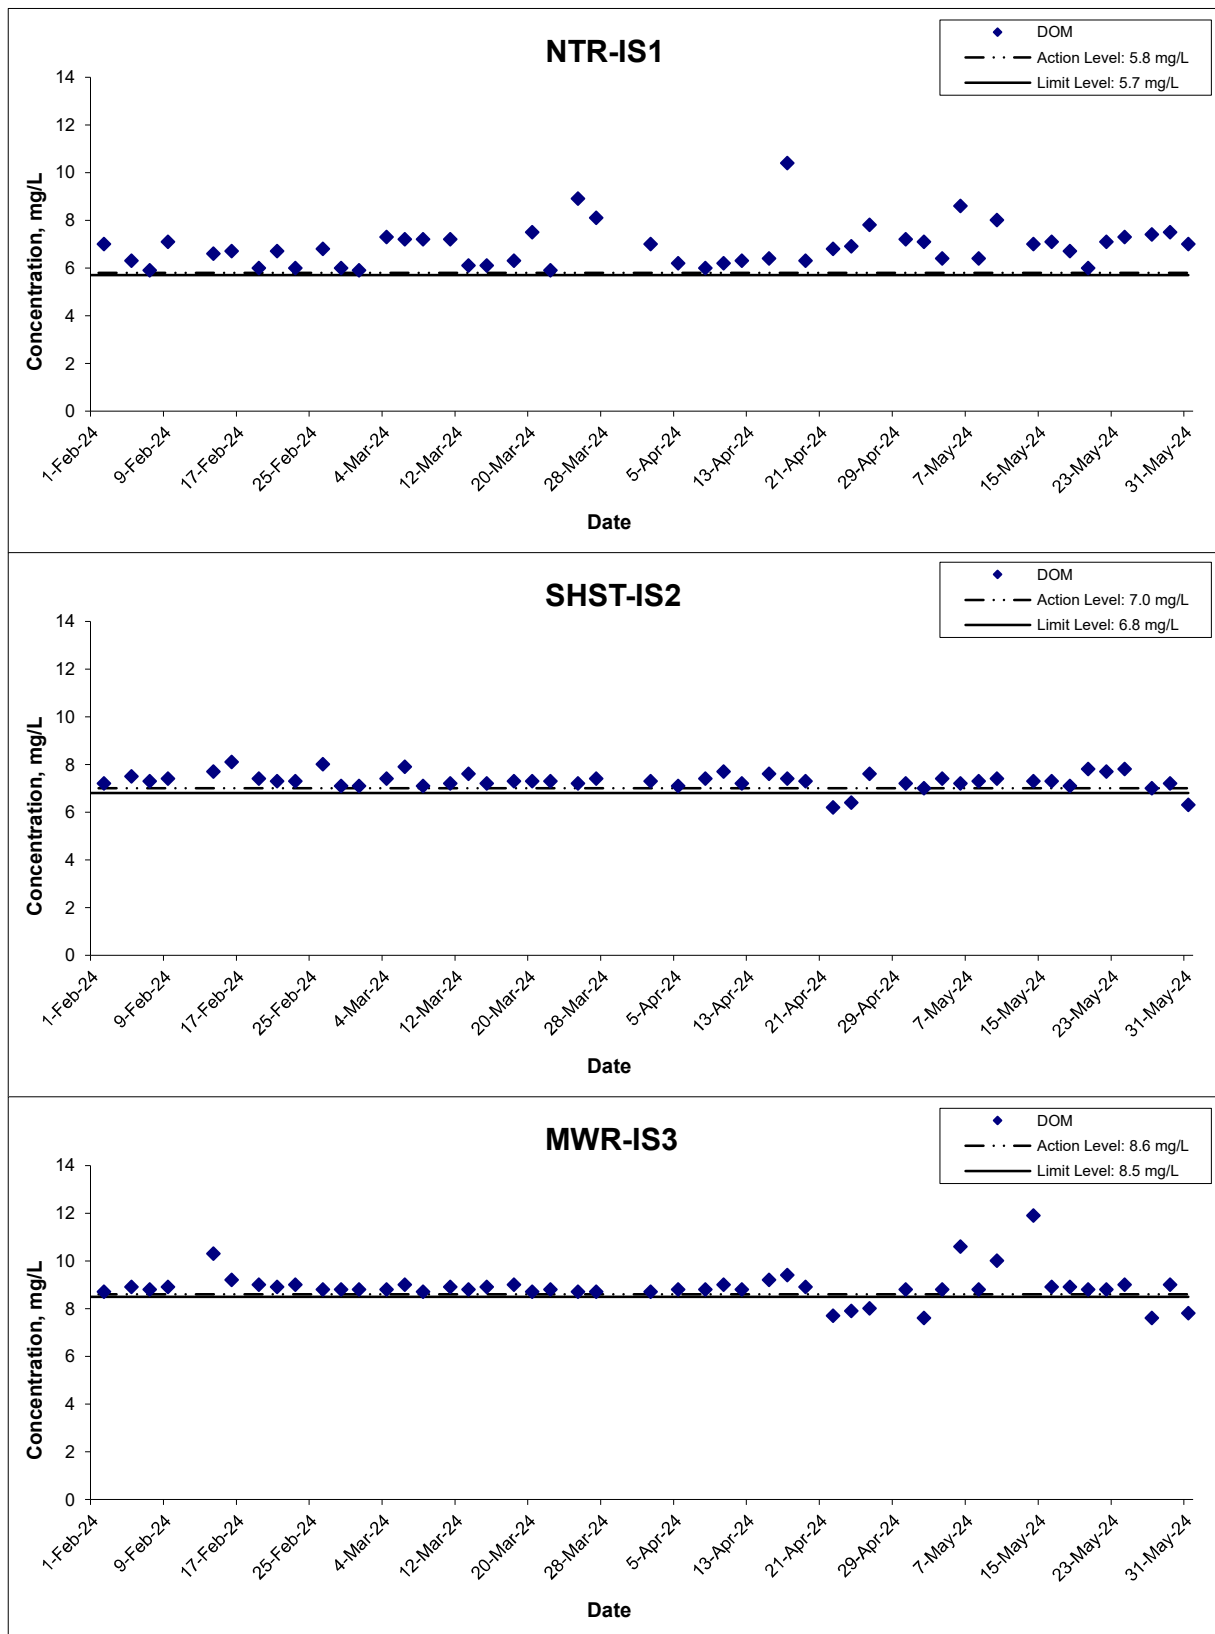 NTR-IS1
DOM
Action Level: 5.8 mg/L
Limit Level: 5.7 mg/L
Concentration, mg/L
14
12
10
8
6
4
2
0
1-Feb-24
9-Feb-24
17-Feb-24
25-Feb-24
4-Mar-24
12-Mar-24
20-Mar-24
28-Mar-24
5-Apr-24
13-Apr-24
21-Apr-24
29-Apr-24
7-May-24
15-May-24
23-May-24
31-May-24
Date
SHST-IS2
DOM
Action Level: 7.0 mg/L
Limit Level: 6.8 mg/L
Concentration, mg/L
14
12
10
8
6
4
2
0
1-Feb-24
9-Feb-24
17-Feb-24
25-Feb-24
4-Mar-24
12-Mar-24
20-Mar-24
28-Mar-24
5-Apr-24
13-Apr-24
21-Apr-24
29-Apr-24
7-May-24
15-May-24
23-May-24
31-May-24
Date
MWR-IS3
DOM
Action Level: 8.6 mg/L
Limit Level: 8.5 mg/L
Concentration, mg/L
14
12
10
8
6
4
2
0
1-Feb-24
9-Feb-24
17-Feb-24
25-Feb-24
4-Mar-24
12-Mar-24
20-Mar-24
28-Mar-24
5-Apr-24
13-Apr-24
21-Apr-24
29-Apr-24
7-May-24
15-May-24
23-May-24
31-May-24
Date